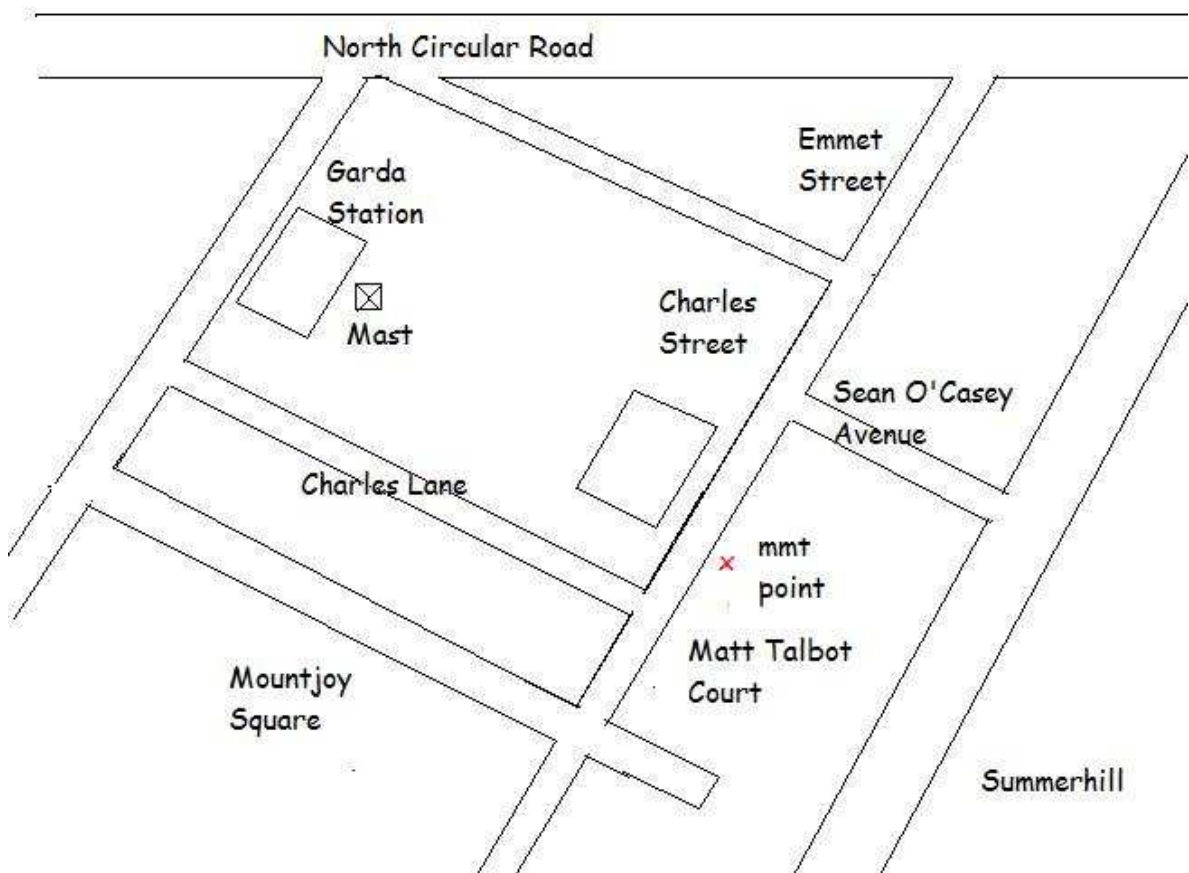 North Circular Road
Emmet
Street
Garda
Station
Mast
Charles
Street
Sean O'Casey
Avenue
Charles Lane
mmt
point
Matt Talbot
Court
Mountjoy
Square
Summerhill